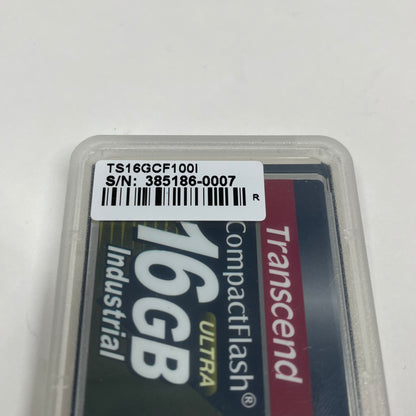 TS16GCF100I
S/N: 385186-0007
R
Transcend
CompactFlash®
ULTRA
16GB
Industrial